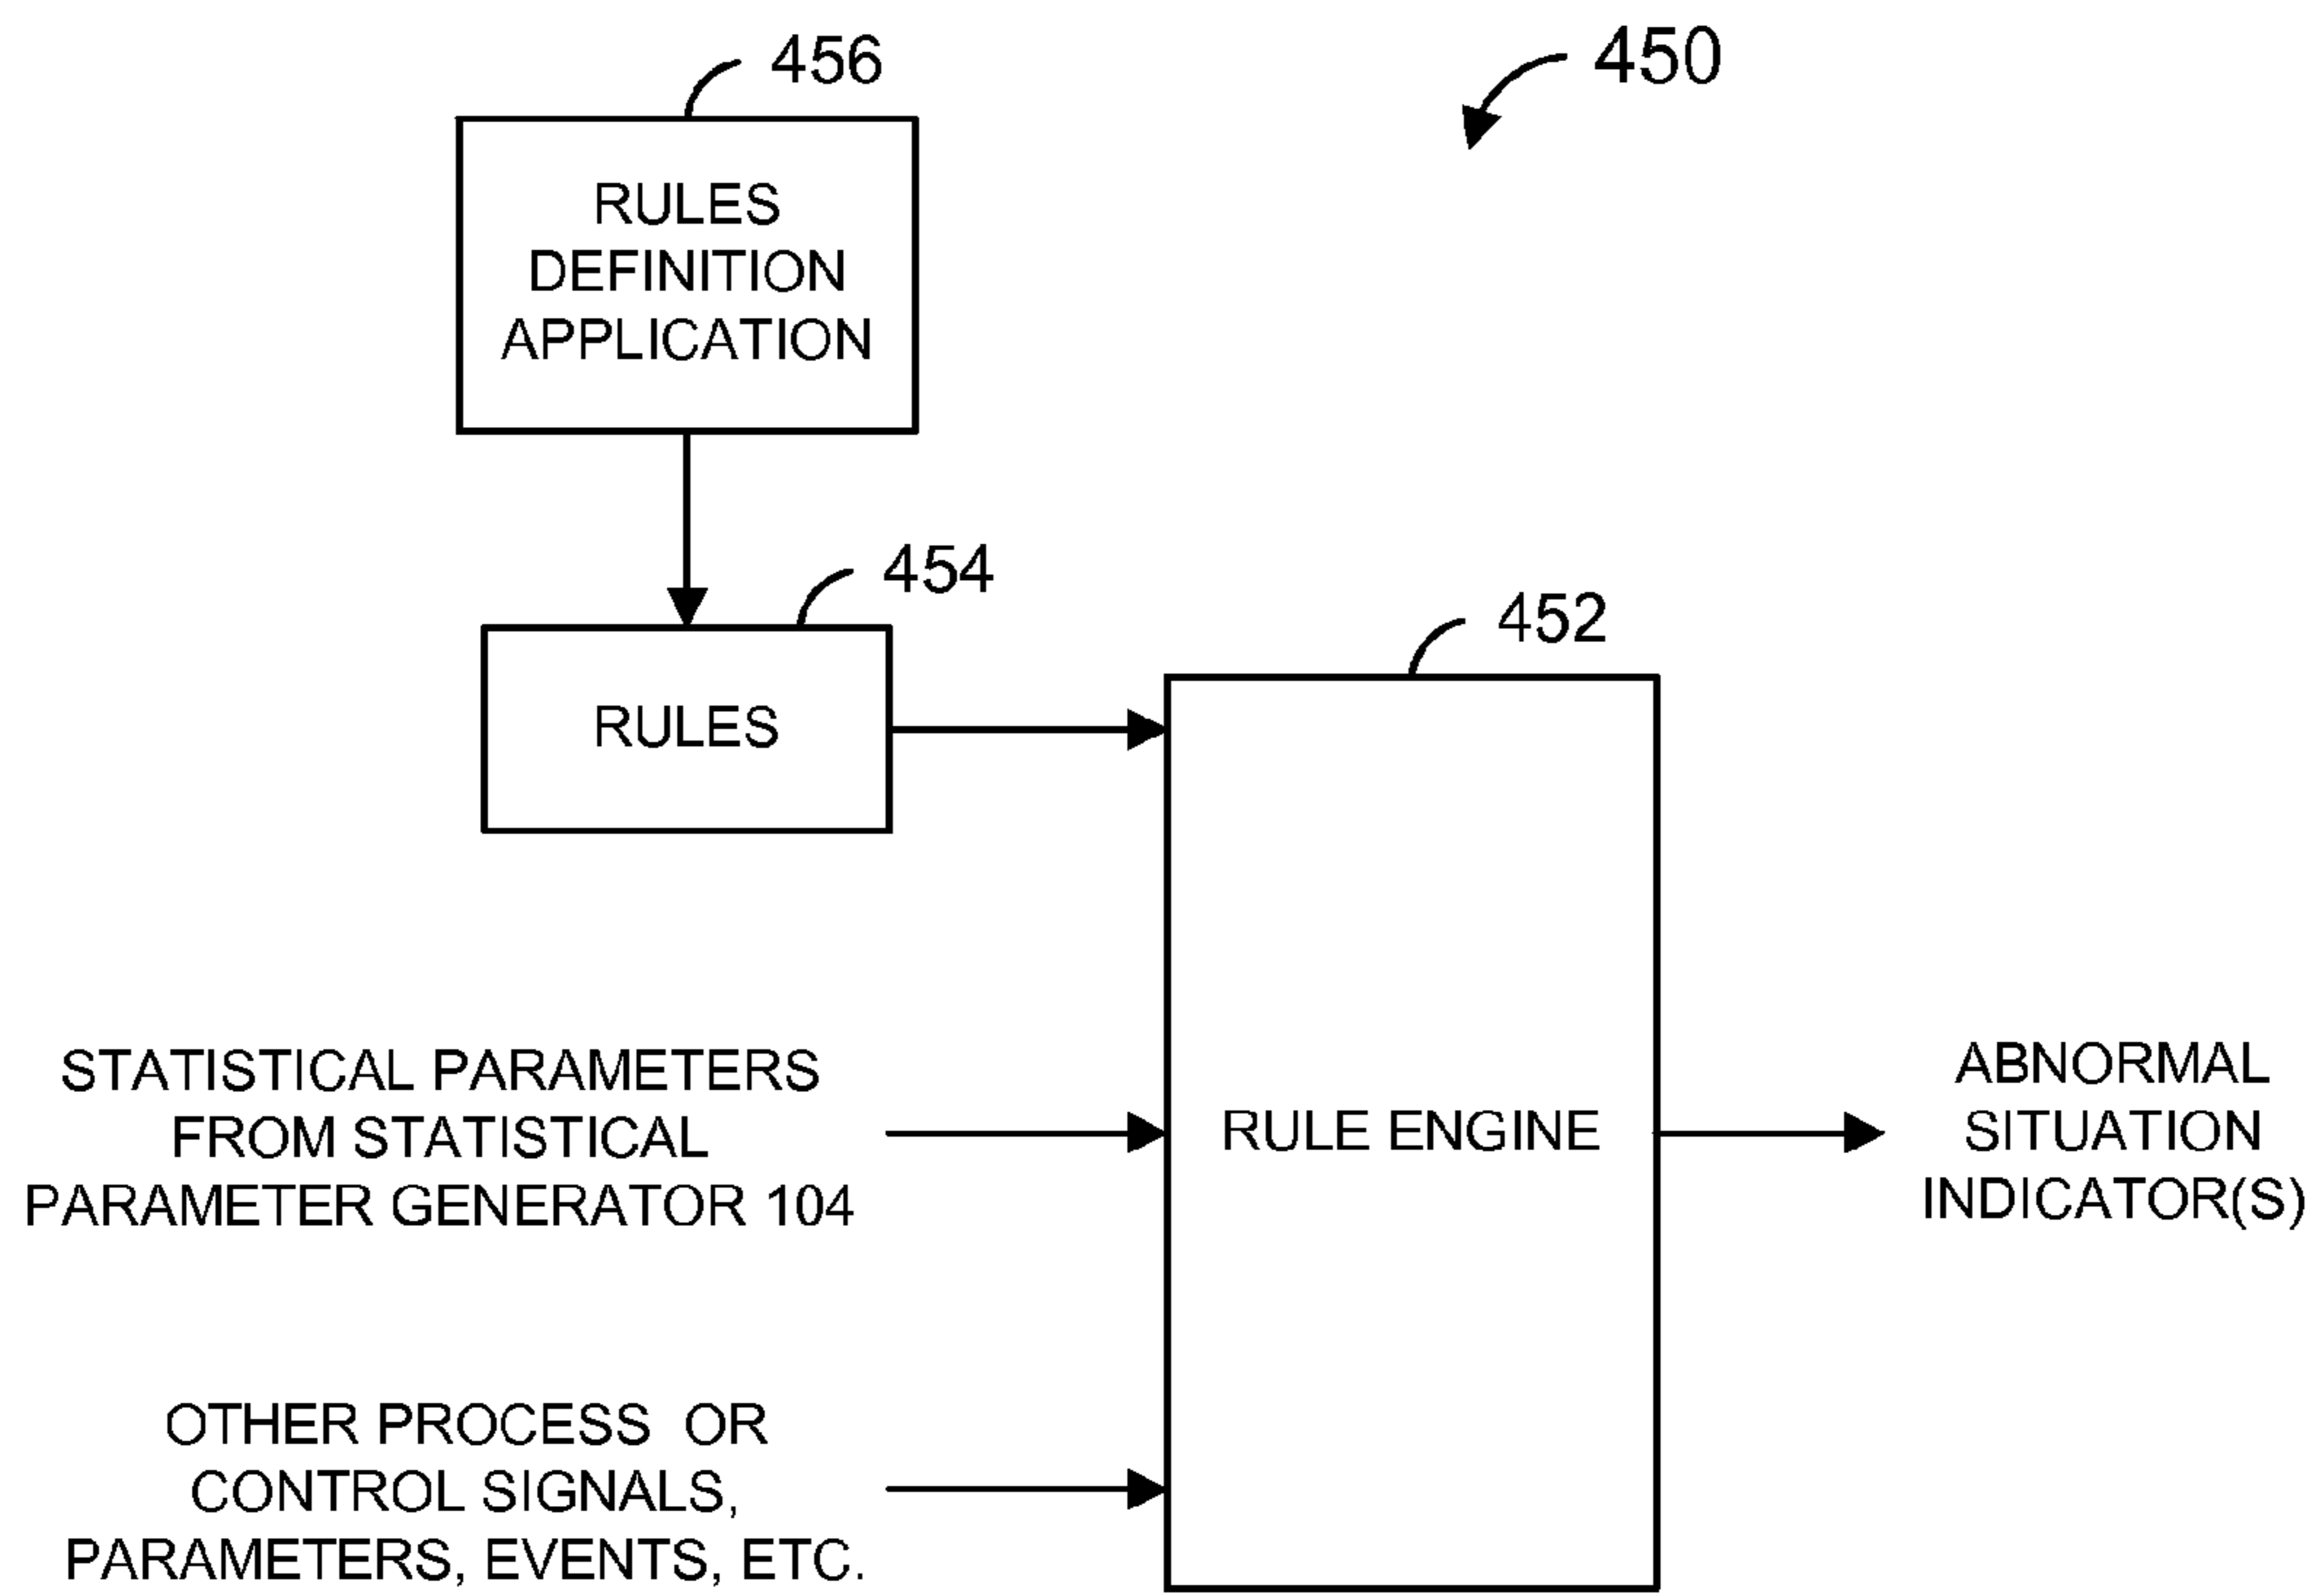 456
450
RULES
DEFINITION
APPLICATION
454
452
RULES
STATISTICAL PARAMETERS
FROM STATISTICAL
PARAMETER GENERATOR 104
RULE ENGINE
ABNORMAL
SITUATION
INDICATOR(S)
OTHER PROCESS OR
CONTROL SIGNALS,
PARAMETERS, EVENTS, ETC.